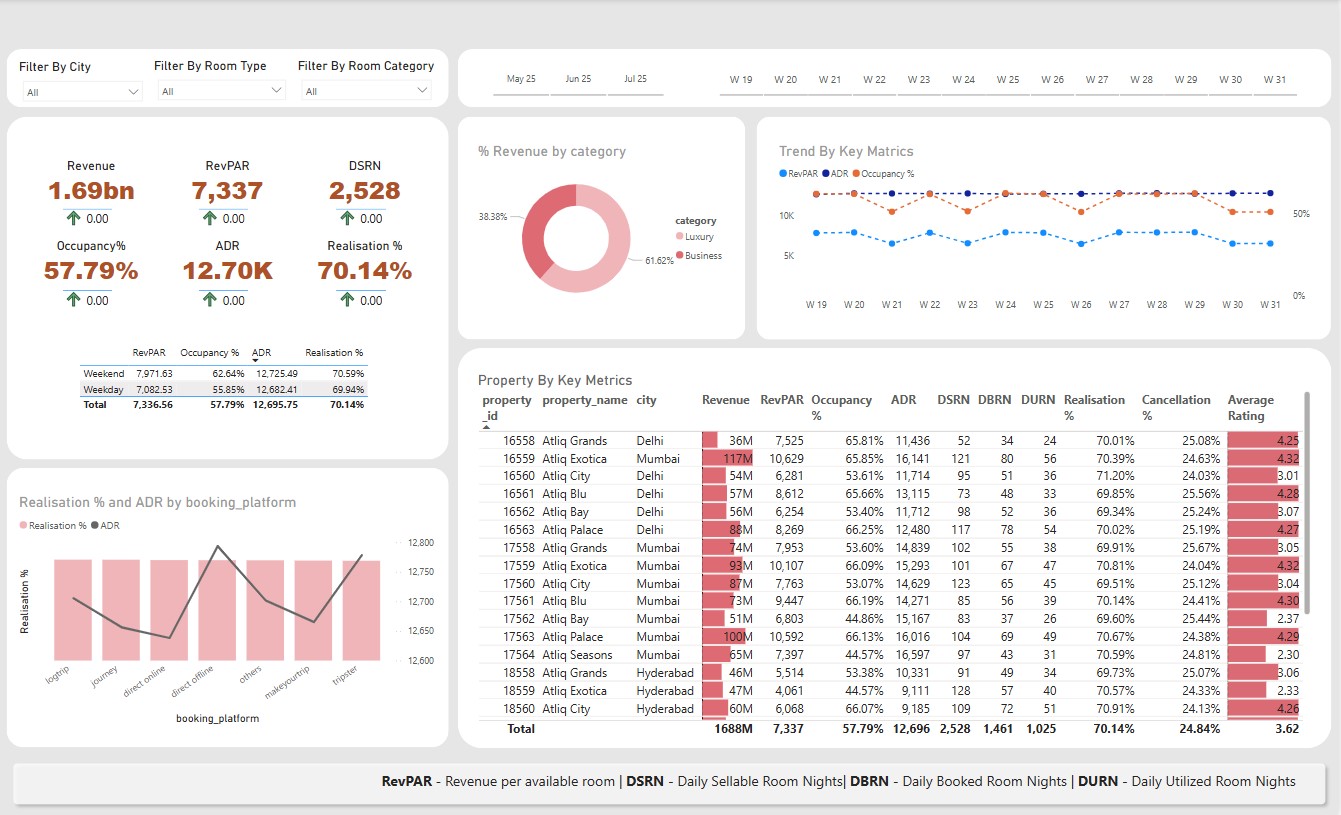 Filter By City
Filter By Room Type
Filter By Room Category
All
All
All
May 25 Jun 25 Jul 25
W 19 W 20 W 21 W 22 W 23 W 24 W 25 W 26 W 27 W 28 W 29 W 30 W 31
Revenue
1.69bn
0.00
RevPAR
7,337
0.00
DSRN
2,528
0.00
Occupancy%
57.79%
0.00
ADR
12.70K
0.00
Realisation %
70.14%
0.00
RevPAR Occupancy % ADR Realisation %
Weekend 7,971.63 62.64% 12,725.49 70.59%
Weekday 7,082.53 55.85% 12,682.41 69.94%
Total 7,336.56 57.79% 12,695.75 70.14%
% Revenue by category
38.38%
61.62%
category
Luxury
Business
Trend By Key Matrics
RevPAR ADR Occupancy %
10K
5K
50%
0%
W 19 W 20 W 21 W 22 W 23 W 24 W 25 W 26 W 27 W 28 W 29 W 30 W 31
Realisation % and ADR by booking_platform
Realisation % ADR
Realisation %
12,800
12,750
12,700
12,650
12,600
logtrip
journey
direct online
direct offline
others
makeyourtrip
tripster
booking_platform
Property By Key Metrics
property_id property_name city Revenue RevPAR Occupancy % ADR DSRN DBRN DURN Realisation % Cancellation % Average Rating
16558 Atliq Grands Delhi 36M 7,525 65.81% 11,436 52 34 24 70.01% 25.08% 4.25
16559 Atliq Exotica Mumbai 117M 10,629 65.85% 16,141 121 80 56 70.39% 24.63% 4.32
16560 Atliq City Delhi 54M 6,281 53.61% 11,714 95 51 36 71.20% 24.03% 3.01
16561 Atliq Blu Delhi 57M 8,612 65.66% 13,115 73 48 33 69.85% 25.56% 4.28
16562 Atliq Bay Delhi 56M 6,254 53.40% 11,712 98 52 36 69.34% 25.24% 3.07
16563 Atliq Palace Delhi 88M 8,269 66.25% 12,480 117 78 54 70.02% 25.19% 4.27
17558 Atliq Grands Mumbai 74M 7,953 53.60% 14,839 102 55 38 69.91% 25.67% 3.05
17559 Atliq Exotica Mumbai 93M 10,107 66.09% 15,293 101 67 47 70.81% 24.04% 4.32
17560 Atliq City Mumbai 87M 7,763 53.07% 14,629 123 65 45 69.51% 25.12% 3.04
17561 Atliq Blu Mumbai 73M 9,447 66.19% 14,271 85 56 39 70.14% 24.41% 4.30
17562 Atliq Bay Mumbai 51M 6,803 44.86% 15,167 83 37 26 69.60% 25.44% 2.37
17563 Atliq Palace Mumbai 100M 10,592 66.13% 16,016 104 69 49 70.67% 24.38% 4.29
17564 Atliq Seasons Mumbai 65M 7,397 44.57% 16,597 97 43 31 70.59% 24.81% 2.30
18558 Atliq Grands Hyderabad 46M 5,514 53.38% 10,331 91 49 34 69.73% 25.07% 3.06
18559 Atliq Exotica Hyderabad 47M 4,061 44.57% 9,111 128 57 40 70.57% 24.33% 2.33
18560 Atliq City Hyderabad 60M 6,068 66.07% 9,185 109 72 51 70.91% 24.13% 4.26
Total 1688M 7,337 57.79% 12,696 2,528 1,461 1,025 70.14% 24.84% 3.62
RevPAR - Revenue per available room | DSRN - Daily Sellable Room Nights| DBRN - Daily Booked Room Nights | DURN - Daily Utilized Room Nights